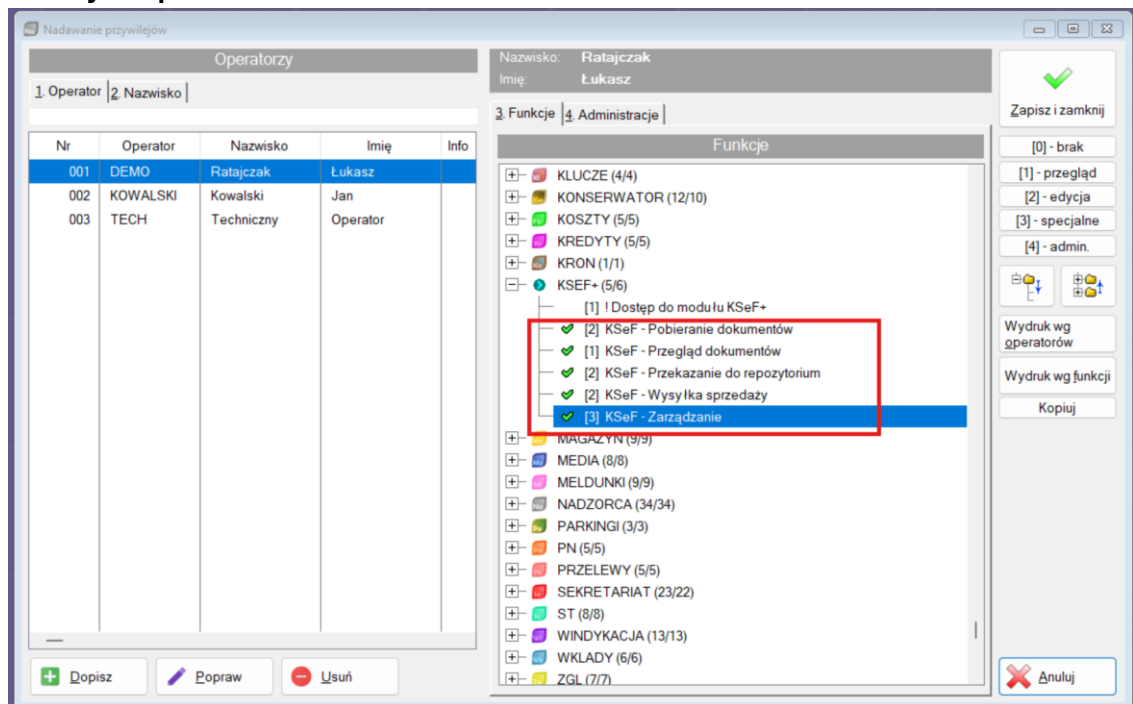 Nadawanie przywilejów
Operatorzy
1. Operator
2. Nazwisko
Nr Operator Nazwisko Imię Info
001 DEMO Ratajczak Łukasz
002 KOWALSKI Kowalski Jan
003 TECH Techniczny Operator
Dopisz
Popraw
Usuń
Nazwisko: Ratajczak
Imię: Łukasz
3. Funkcje
4. Administracje
Funkcje
KLUCZE (4/4)
KONSERWATOR (12/10)
KOSZTY (5/5)
KREDYTY (5/5)
KRON (1/1)
KSEF+ (5/6)
[1] ! Dostęp do modułu KSeF+
[2] KSeF - Pobieranie dokumentów
[1] KSeF - Przegląd dokumentów
[2] KSeF - Przekazanie do repozytorium
[2] KSeF - Wysyłka sprzedaży
[3] KSeF - Zarządzanie
MAGAZYN (9/9)
MEDIA (8/8)
MELDUNKI (9/9)
NADZORCA (34/34)
PARKINGI (3/3)
PN (5/5)
PRZELEWY (5/5)
SEKRETARIAT (23/22)
ST (8/8)
WINDYKACJA (13/13)
WKLADY (6/6)
ZGL (7/7)
Zapisz i zamknij
[0] - brak
[1] - przegląd
[2] - edycja
[3] - specjalne
[4] - admin.
Wydruk wg
operatorów
Wydruk wg funkcji
Kopiuj
Anuluj